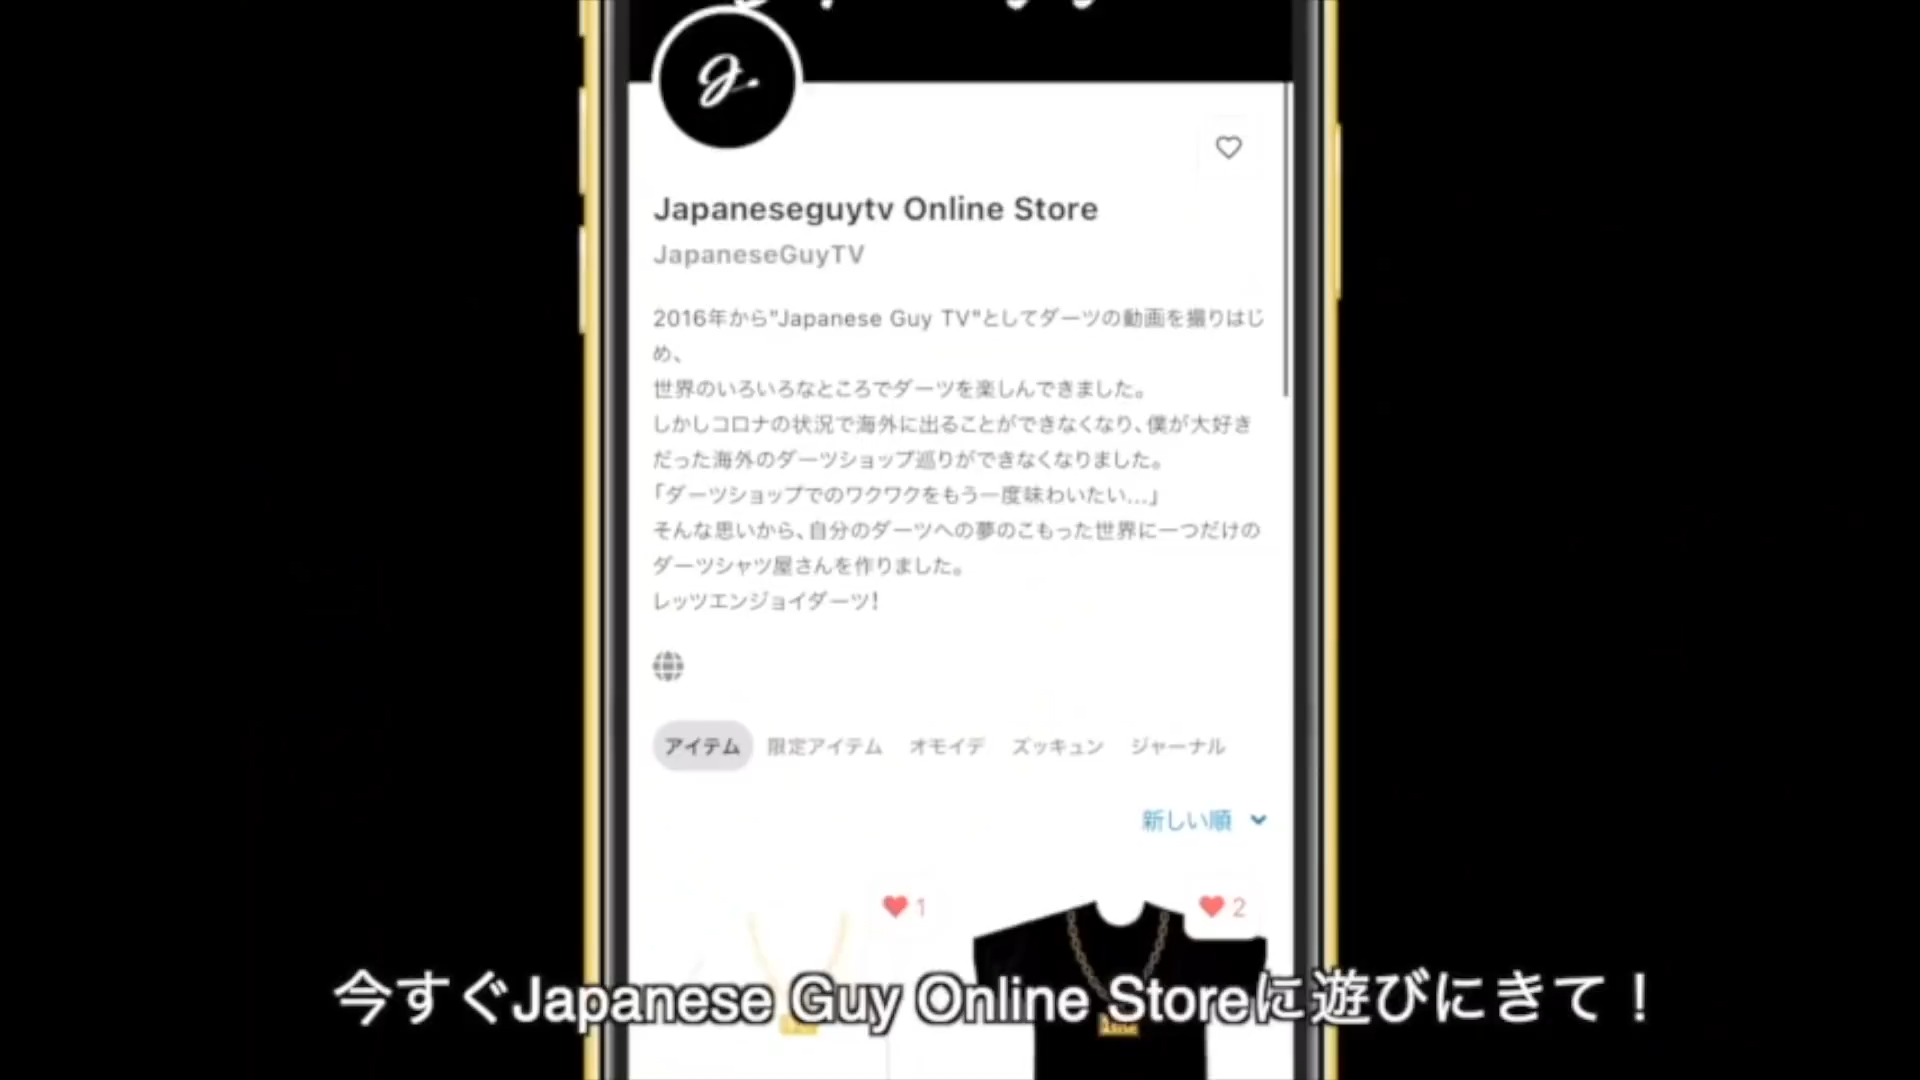 J.
Japaneseguytv Online Store
JapaneseGuyTV
2016年から"Japanese Guy TV"としてダーツの動画を撮りはじ
め、
世界のいろいろなところでダーツを楽しんできました。
しかしコロナの状況で海外に出ることができなくなり、僕が大好き
だった海外のダーツショップ巡りができなくなりました。
「ダーツショップでのワクワクをもう一度味わいたい...」
そんな思いから、自分のダーツへの夢のこもった世界に一つだけの
ダーツシャツ屋さんを作りました。
レッツエンジョイダーツ!
アイテム 限定アイテム オモイデ ズッキュン ジャーナル
新しい順
1 2
今すぐJapanese Guy Online Storeに遊びにきて！